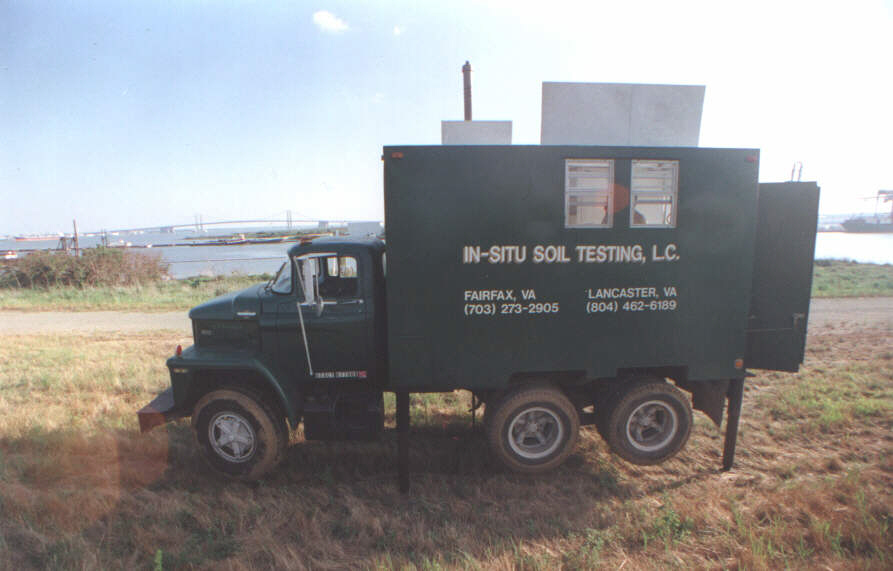 IN-SITU SOIL TESTING, L.C.
FAIRFAX, VA
(703) 273-2905
LANCASTER, VA
(804) 462-6189